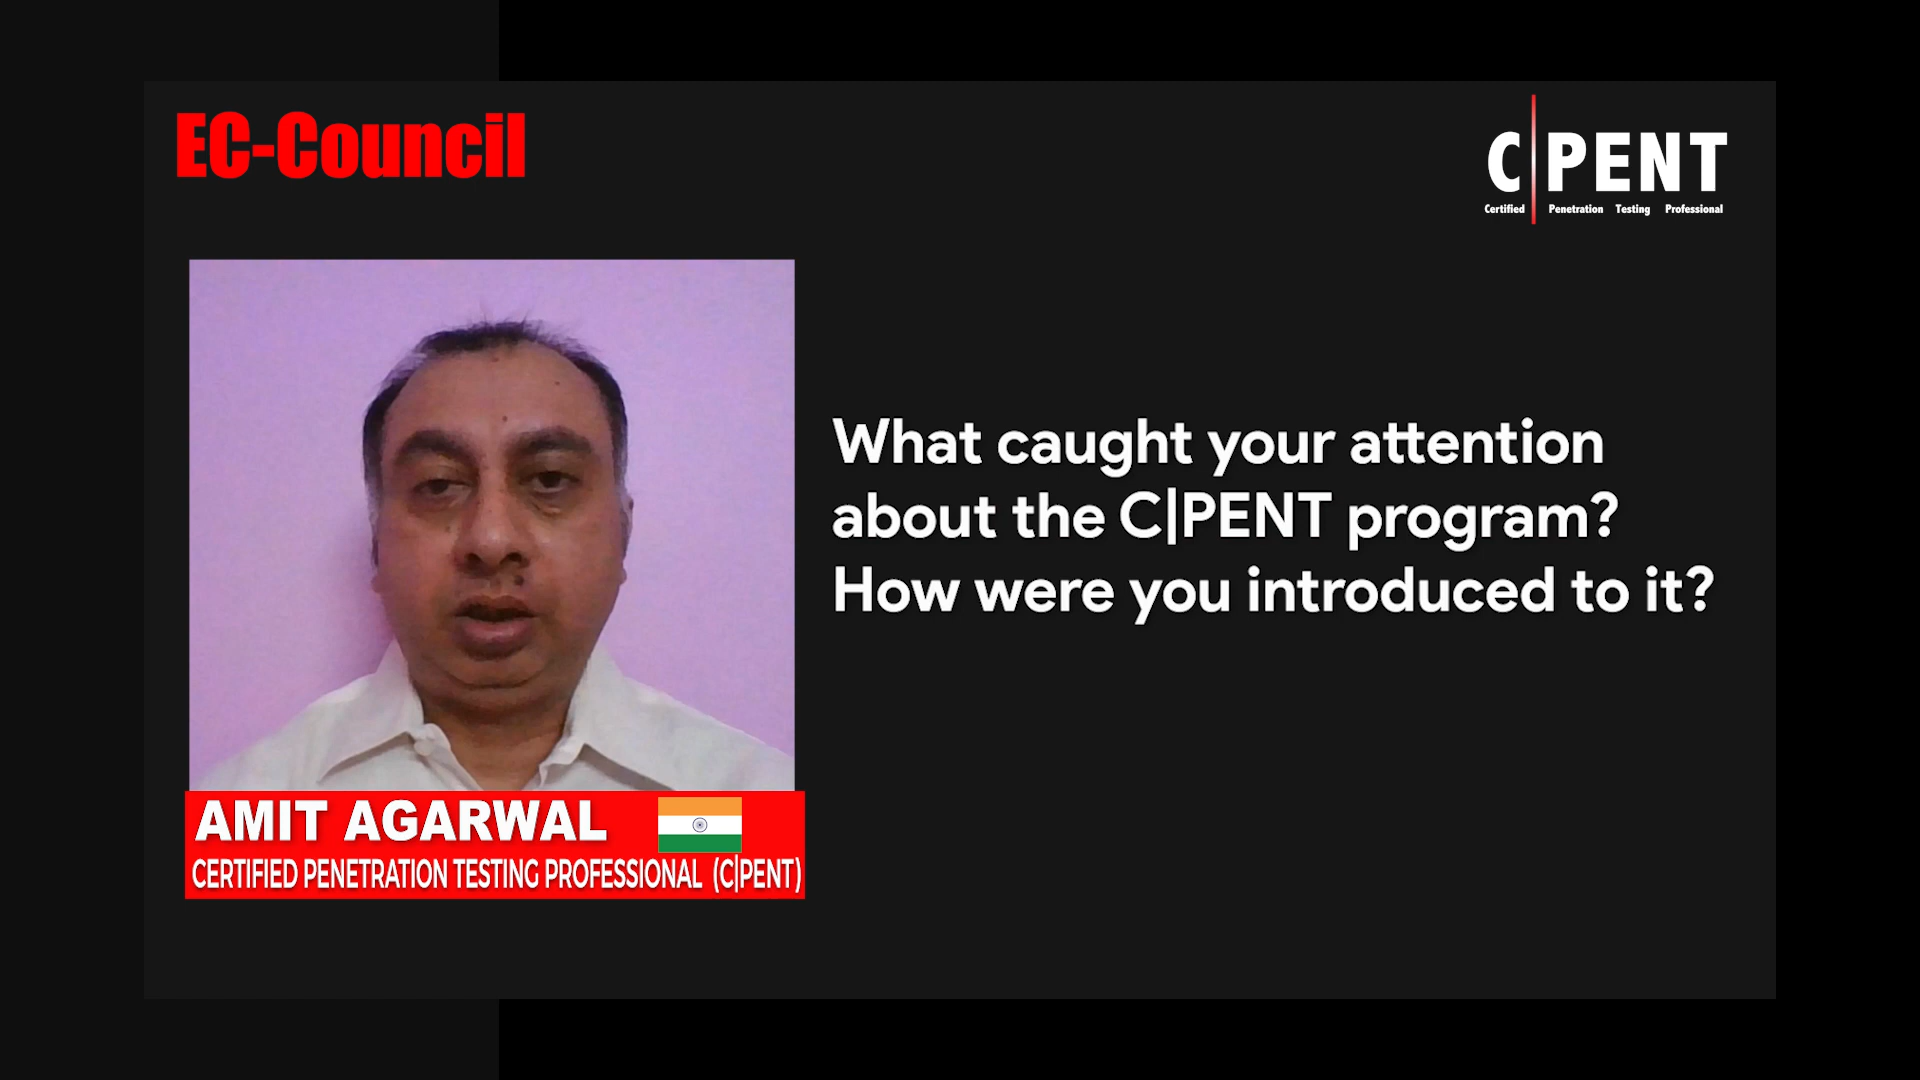 EC-Council
C|PENT
Certified Penetration Testing Professional
What caught your attention
about the C|PENT program?
How were you introduced to it?
AMIT AGARWAL
CERTIFIED PENETRATION TESTING PROFESSIONAL (C|PENT)